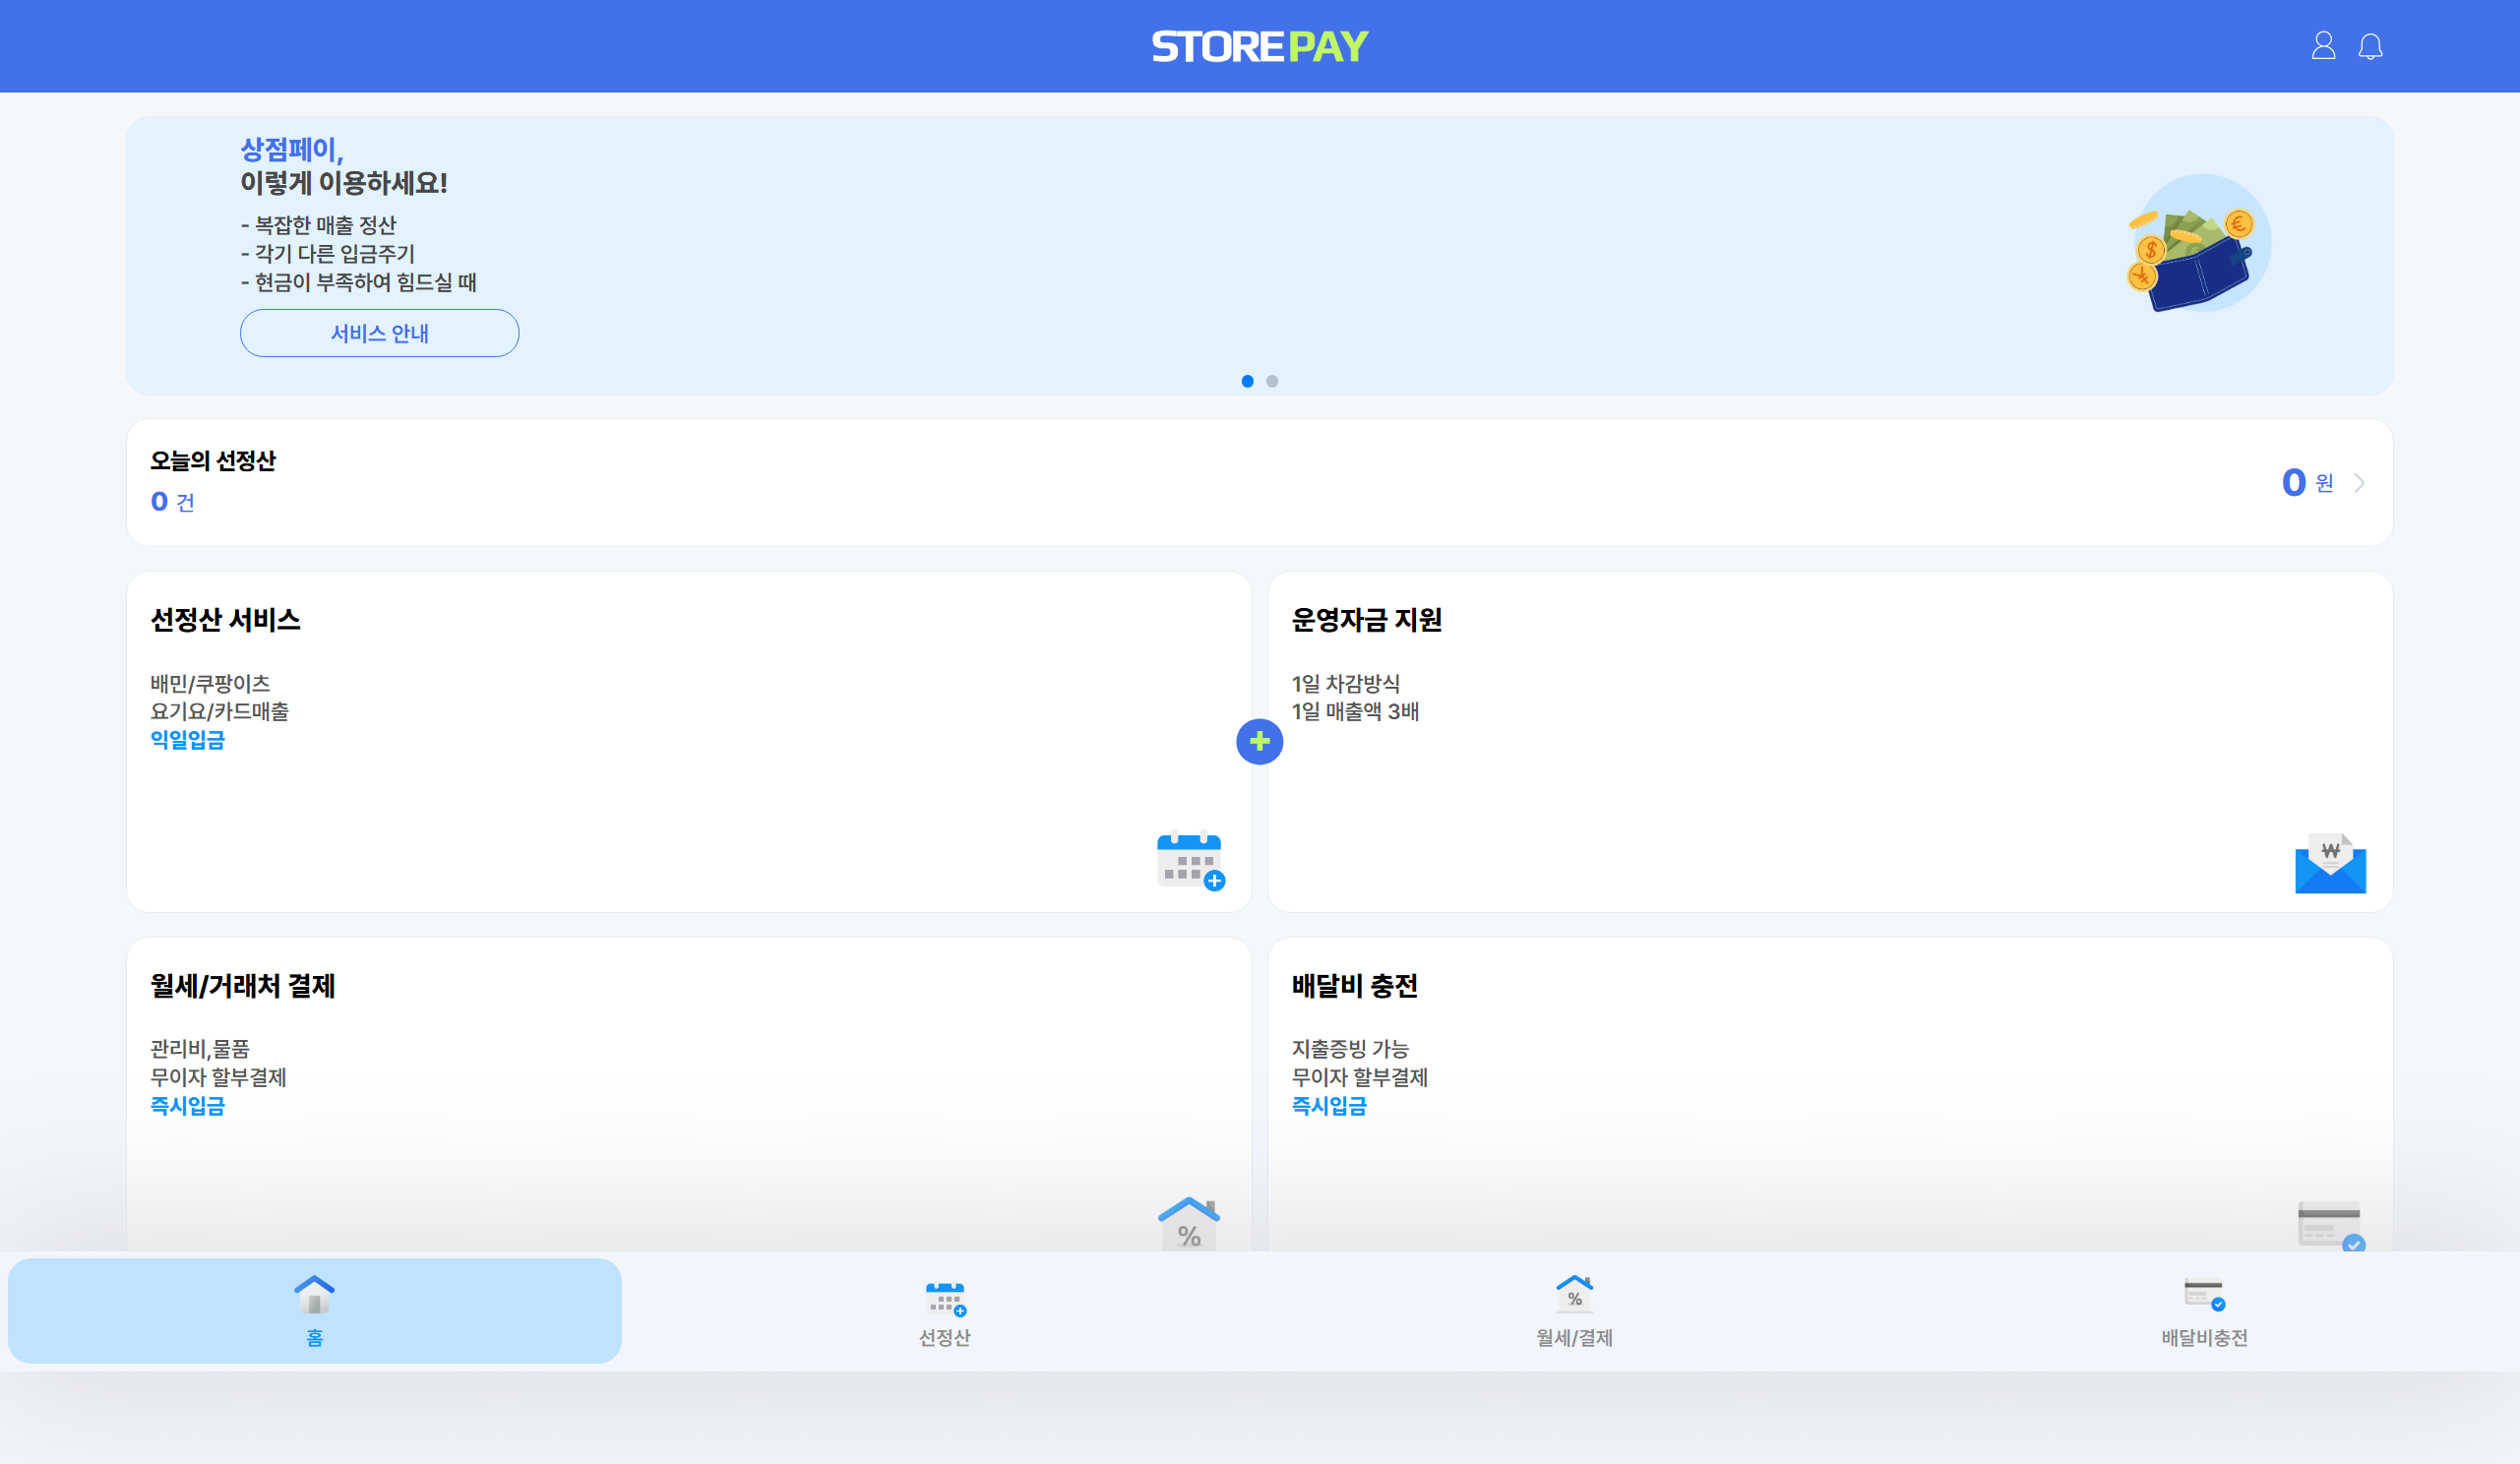 STOREPAY
상점페이,
이렇게 이용하세요!
- 복잡한 매출 정산
- 각기 다른 입금주기
- 현금이 부족하여 힘드실 때
서비스 안내
오늘의 선정산
0 건
0 원
선정산 서비스
배민/쿠팡이츠
요기요/카드매출
익일입금
운영자금 지원
1일 차감방식
1일 매출액 3배
월세/거래처 결제
관리비,물품
무이자 할부결제
즉시입금
배달비 충전
지출증빙 가능
무이자 할부결제
즉시입금
홈
선정산
월세/결제
배달비충전